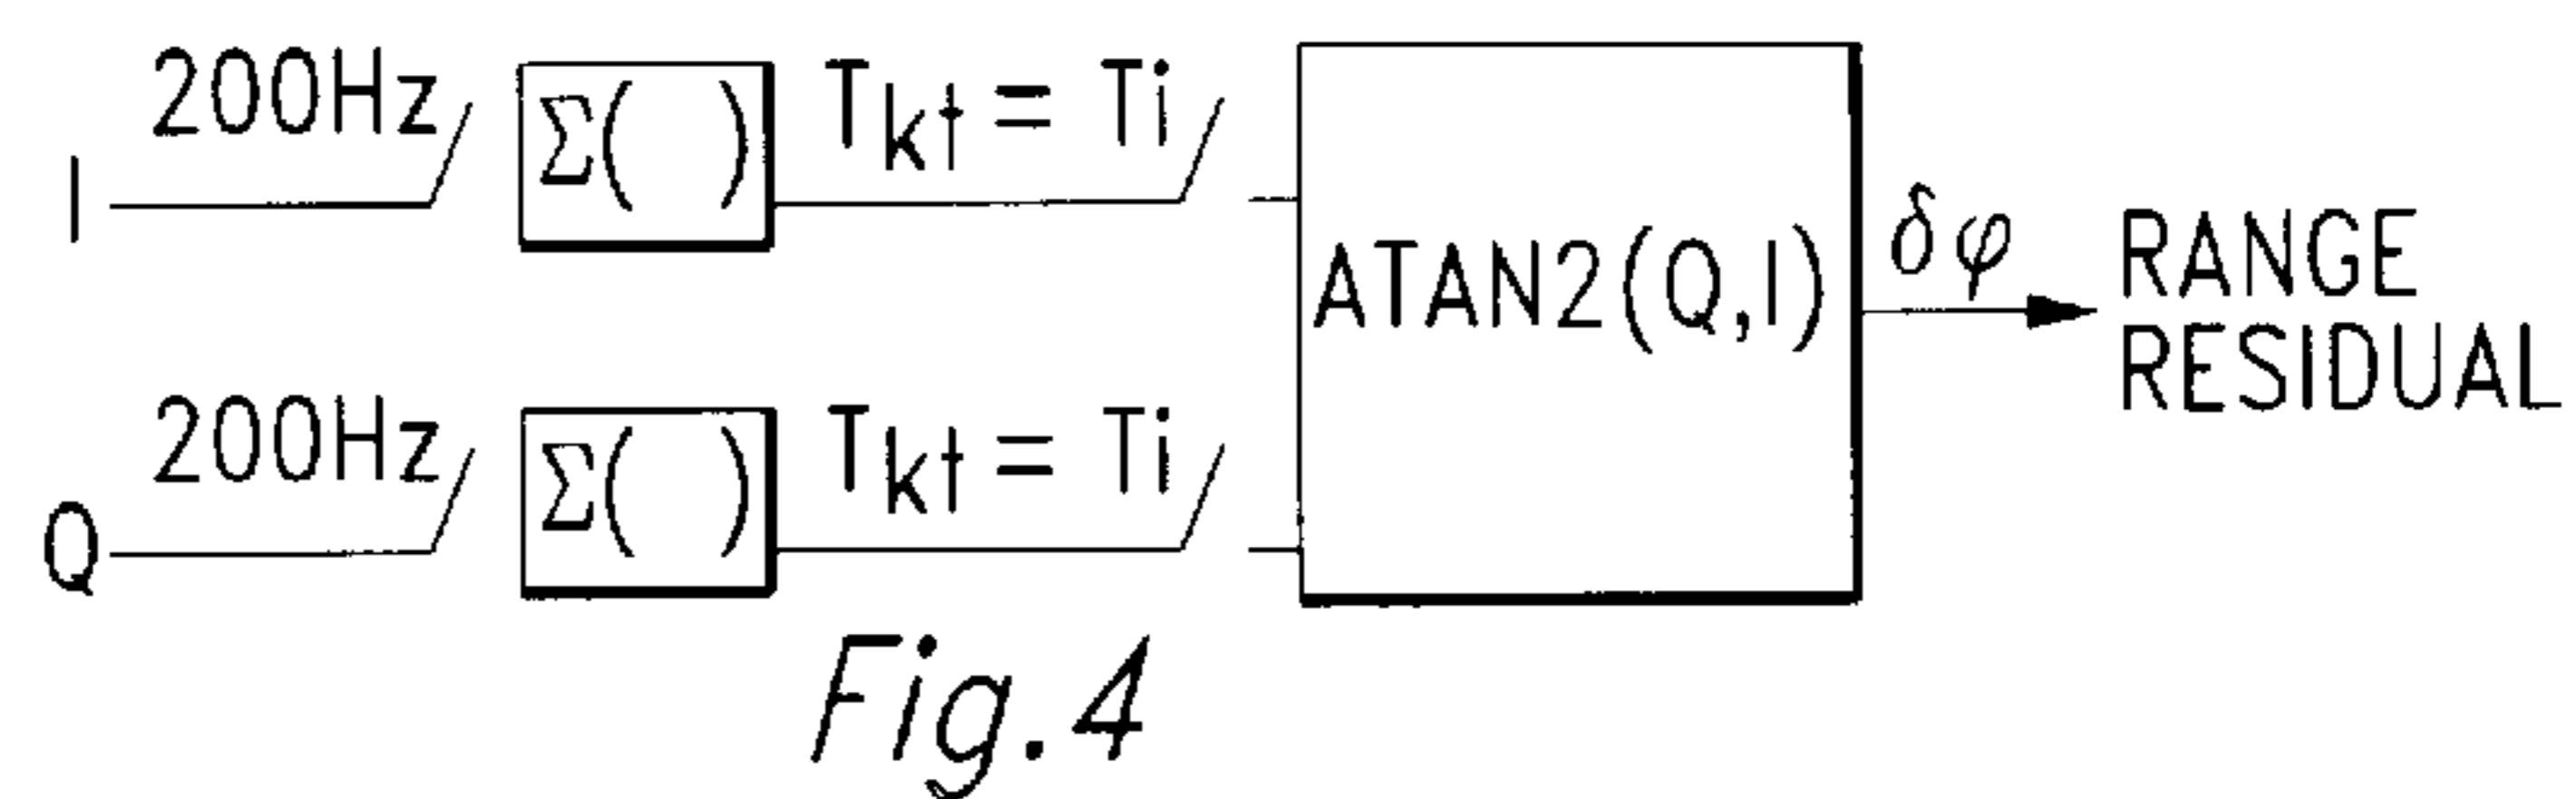 I 200Hz Σ( ) Tkt = Ti
Q 200Hz Σ( ) Tkt = Ti
ATAN2(Q,I)
δφ
RANGE
RESIDUAL
Fig.4